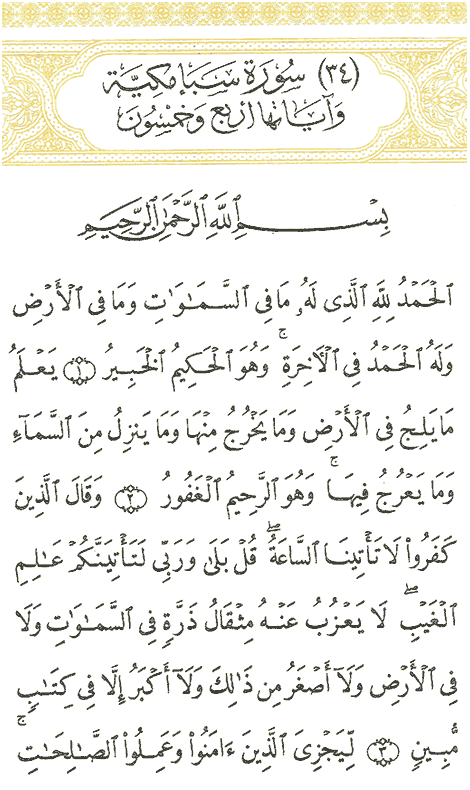 (٣٤) سُورَة سَبَإ مَكِيَّة
وَآيَاتُهَا أَرْبَع وَخَمْسُونَ
بِسْمِ ٱللَّهِ ٱلرَّحْمَٰنِ ٱلرَّحِيمِ
ٱلْحَمْدُ لِلَّهِ ٱلَّذِى لَهُۥ مَا فِى ٱلسَّمَٰوَٰتِ وَمَا فِى ٱلْأَرْضِ
وَلَهُ ٱلْحَمْدُ فِى ٱلْءَاخِرَةِ ۚ وَهُوَ ٱلْحَكِيمُ ٱلْخَبِيرُ ﴿١﴾ يَعْلَمُ
مَا يَلِجُ فِى ٱلْأَرْضِ وَمَا يَخْرُجُ مِنْهَا وَمَا يَنزِلُ مِنَ ٱلسَّمَآءِ
وَمَا يَعْرُجُ فِيهَا ۚ وَهُوَ ٱلرَّحِيمُ ٱلْغَفُورُ ﴿٢﴾ وَقَالَ ٱلَّذِينَ
كَفَرُوا۟ لَا تَأْتِينَا ٱلسَّاعَةُ ۖ قُلْ بَلَىٰ وَرَبِّى لَتَأْتِيَنَّكُمْ عَٰلِمِ
ٱلْغَيْبِ ۖ لَا يَعْزُبُ عَنْهُ مِثْقَالُ ذَرَّةٍ فِى ٱلسَّمَٰوَٰتِ وَلَا
فِى ٱلْأَرْضِ وَلَآ أَصْغَرُ مِن ذَٰلِكَ وَلَآ أَكْبَرُ إِلَّا فِى كِتَٰبٍ
مُّبِينٍ ﴿٣﴾ لِّيَجْزِىَ ٱلَّذِينَ ءَامَنُوا۟ وَعَمِلُوا۟ ٱلصَّٰلِحَٰتِ ۚ